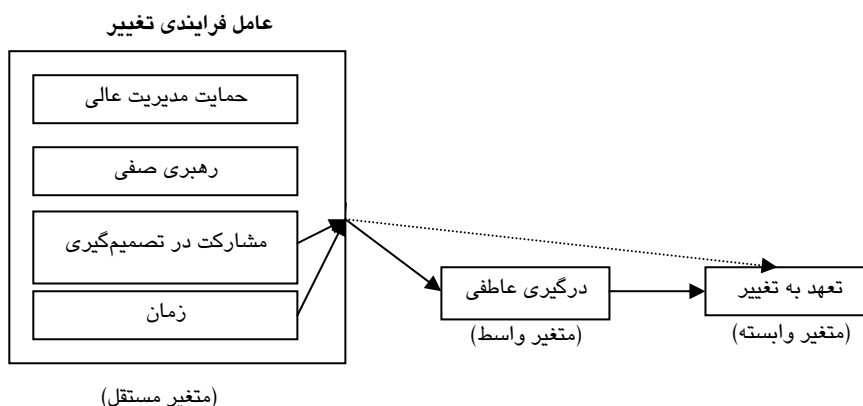 عامل فرایندی تغییر
حمایت مدیریت عالی
رهبری صفی
مشارکت در تصمیم‌گیری
زمان
(متغیر مستقل)
درگیری عاطفی
(متغیر واسط)
تعهد به تغییر
(متغیر وابسته)